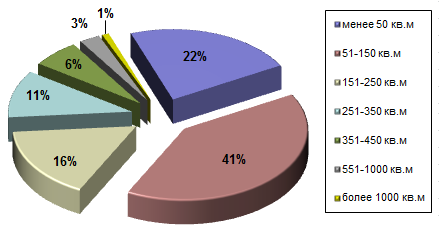 1%
3%
22%
6%
11%
16%
41%
менее 50 кв.м
51-150 кв.м
151-250 кв.м
251-350 кв.м
351-450 кв.м
551-1000 кв.м
более 1000 кв.м